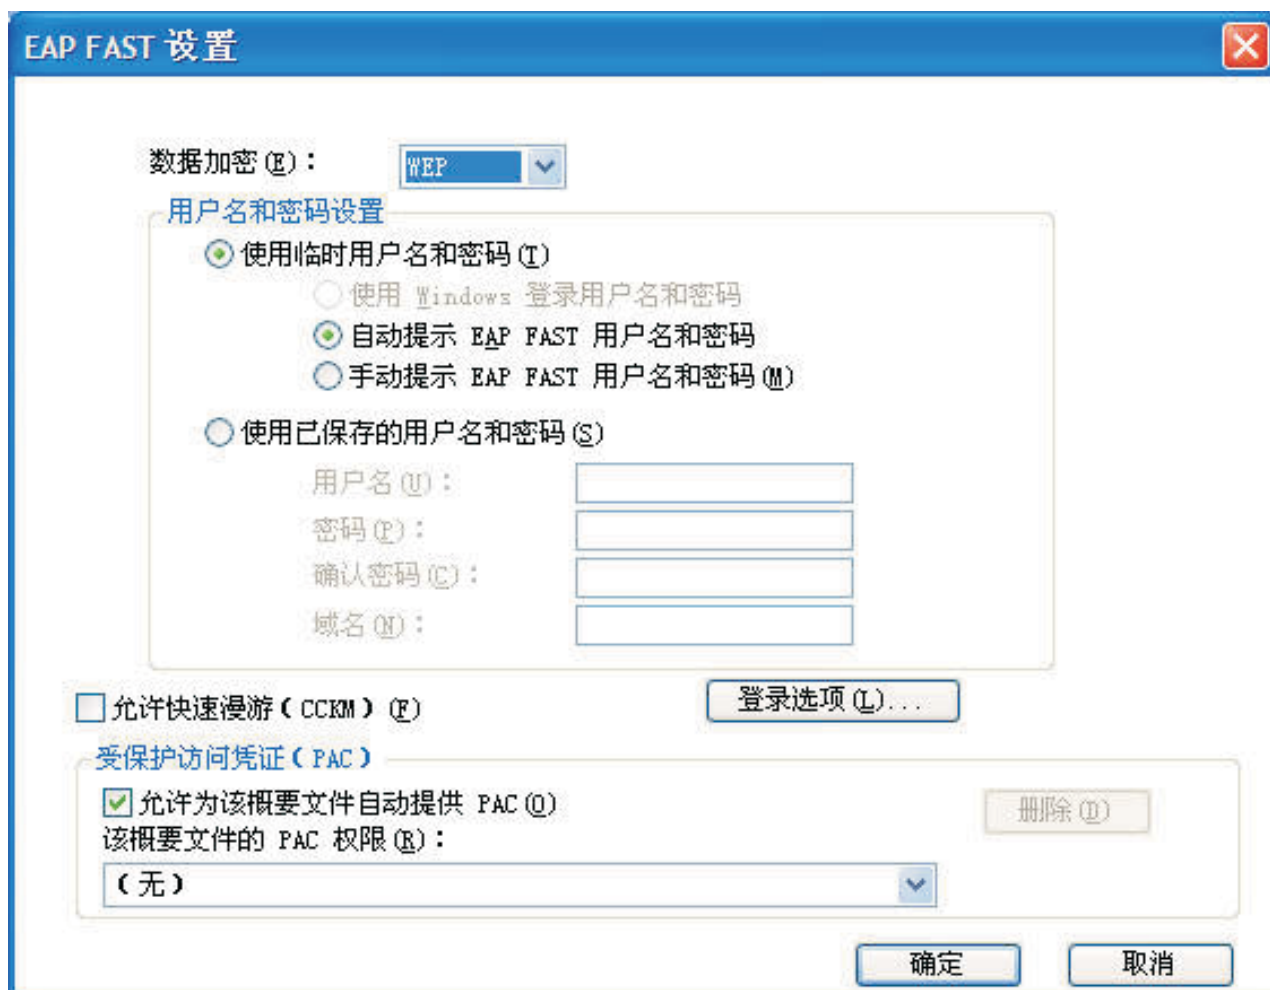 EAP FAST 设置
数据加密(E)： WEP
用户名和密码设置
使用临时用户名和密码(T)
使用 Windows 登录用户名和密码
自动提示 EAP FAST 用户名和密码
手动提示 EAP FAST 用户名和密码(M)
使用已保存的用户名和密码(S)
用户名(U)：
密码(P)：
确认密码(C)：
域名(N)：
允许快速漫游（CCKM）(F) 登录选项(L)...
受保护访问凭证（PAC）
允许为该概要文件自动提供 PAC(O) 删除(D)
该概要文件的 PAC 权限(R)：
（无）
确定 取消